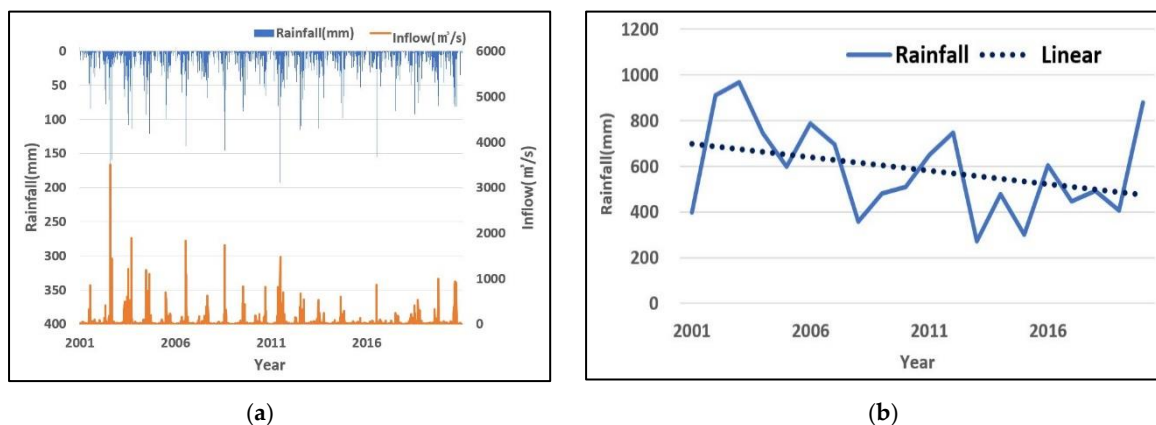 Rainfall(mm) Inflow(㎥/s)
0 6000
50 5000
100 4000
150
200 3000
250 2000
300
350 1000
400 0
Rainfall(mm)
Inflow(㎥/s)
2001 2006 2011 2016
Year
(a)
Rainfall Linear
1200
1000
800
600
400
200
0
Rainfall(mm)
2001 2006 2011 2016
Year
(b)